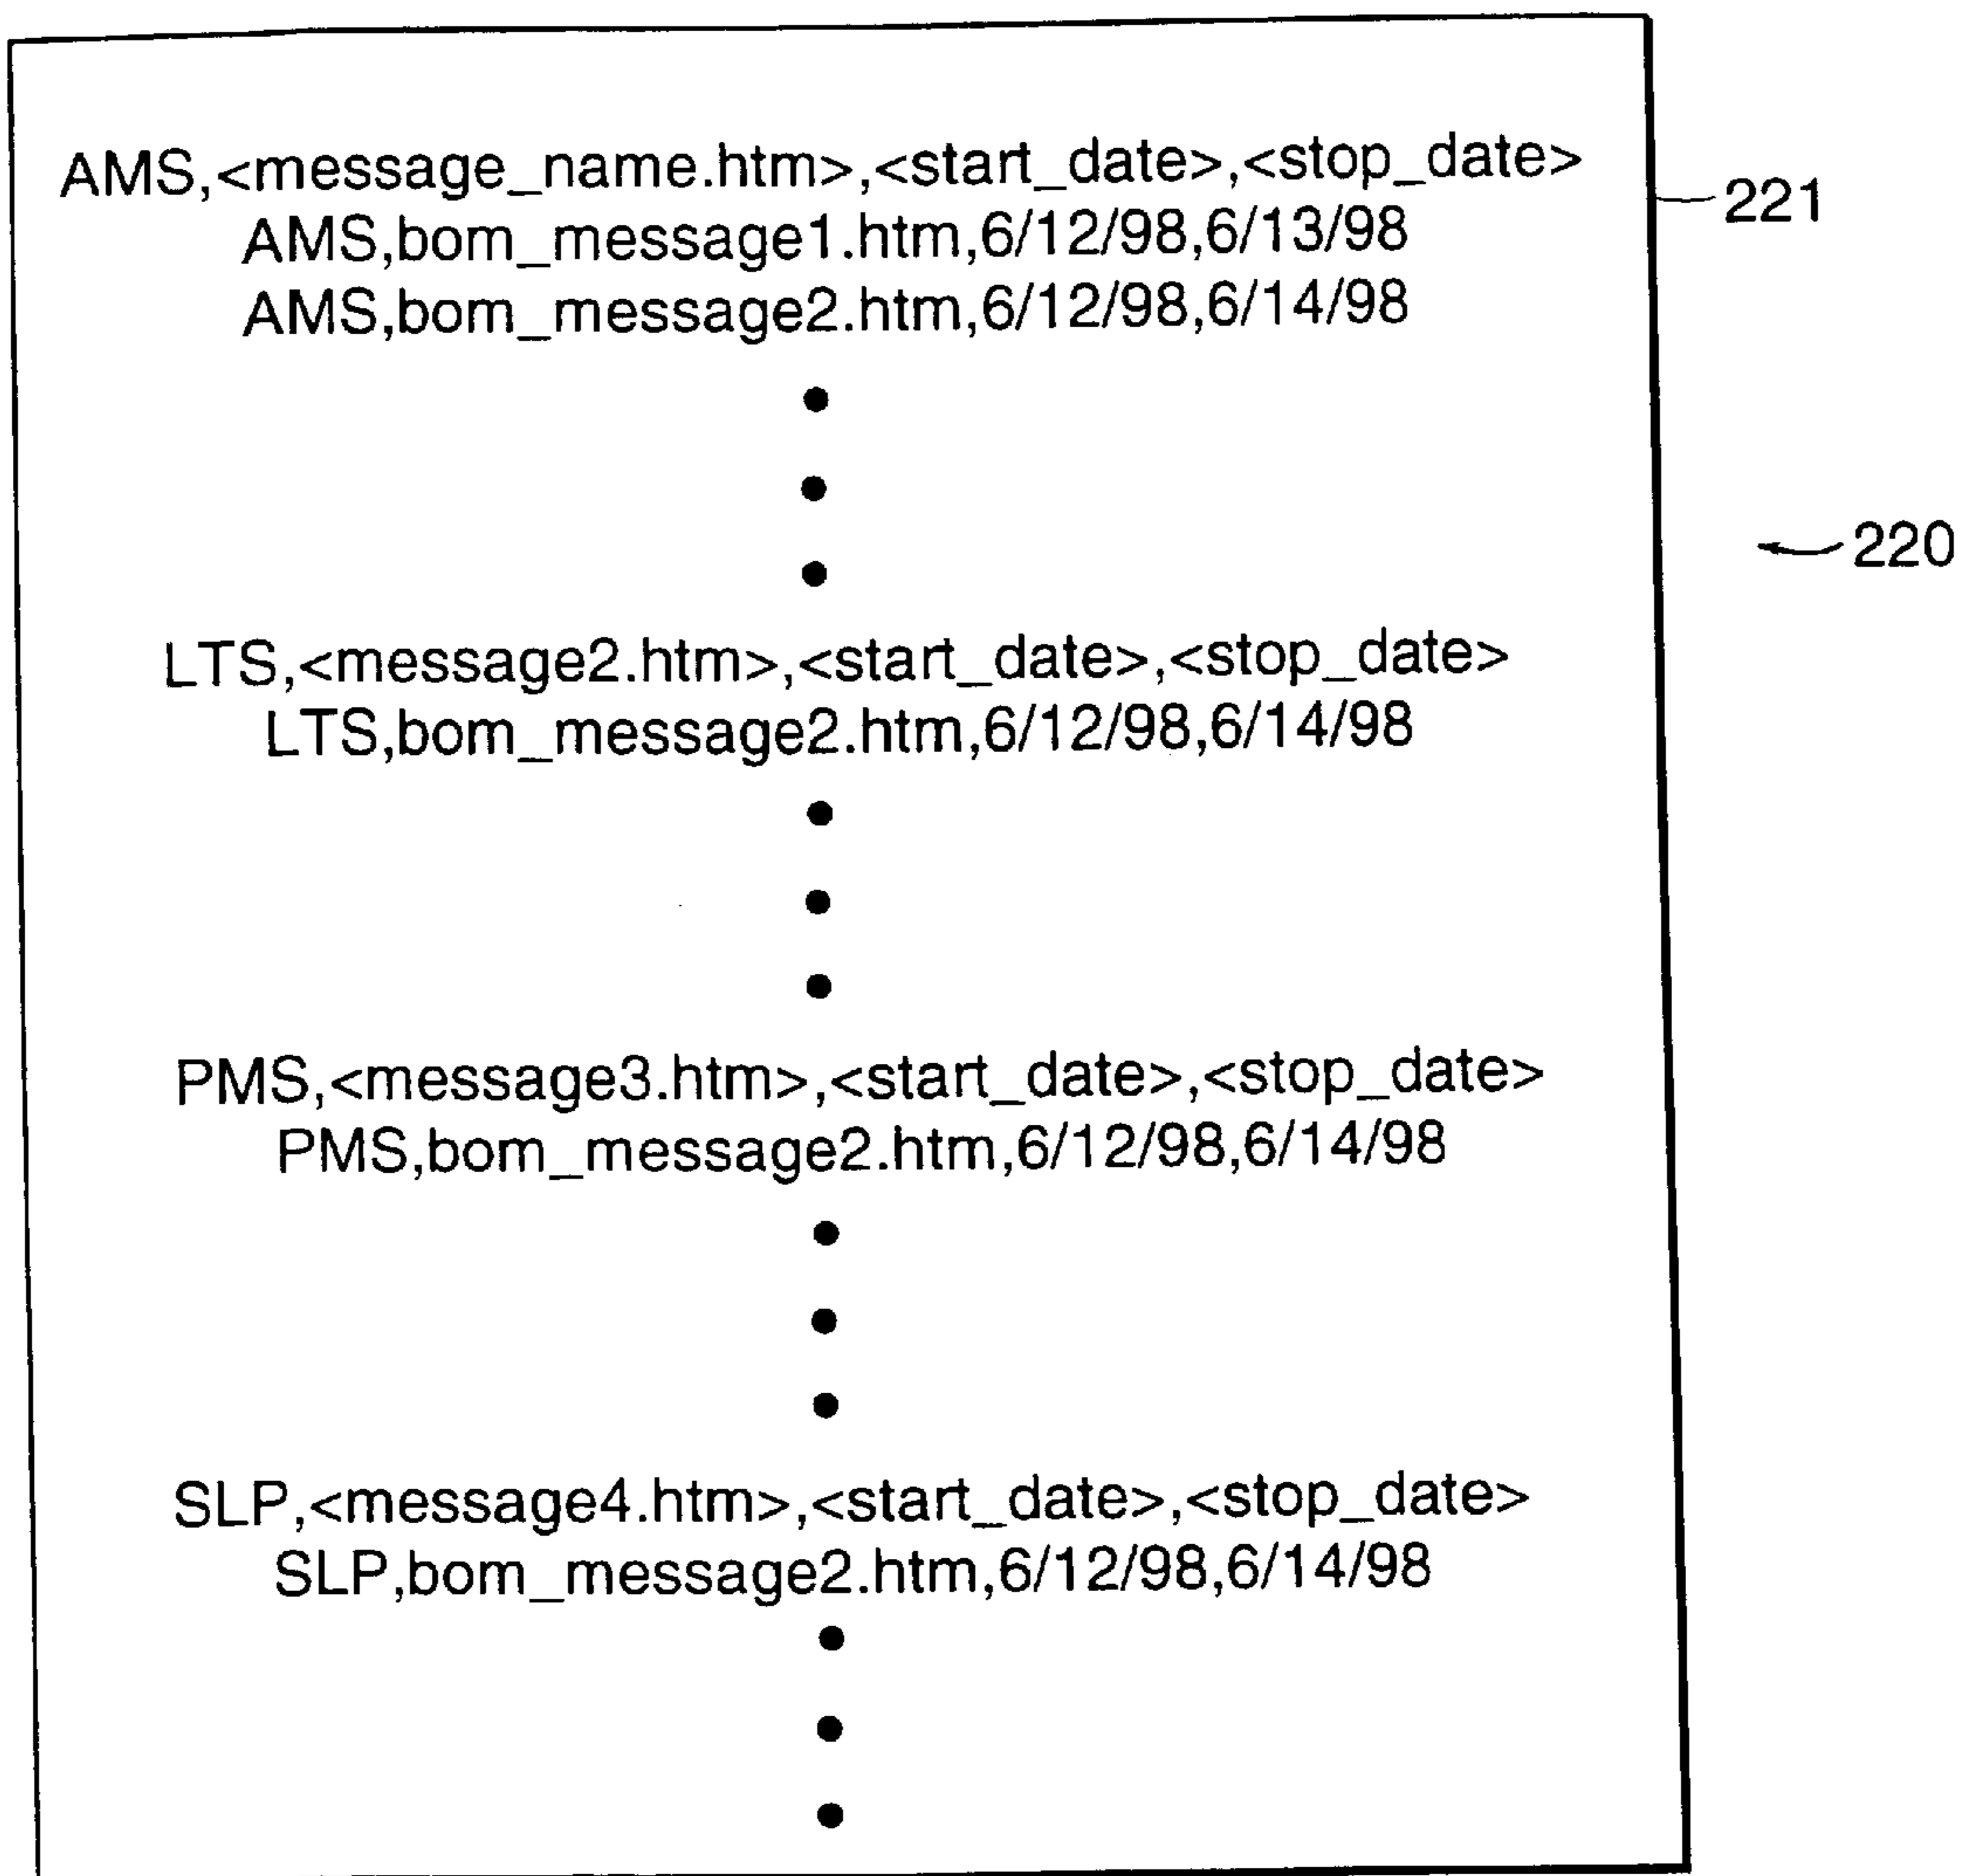 AMS,<message_name.htm>,<start_date>,<stop_date>
221
AMS,bom_message1.htm,6/12/98,6/13/98
AMS,bom_message2.htm,6/12/98,6/14/98
220
LTS,<message2.htm>,<start_date>,<stop_date>
LTS,bom_message2.htm,6/12/98,6/14/98
PMS,<message3.htm>,<start_date>,<stop_date>
PMS,bom_message2.htm,6/12/98,6/14/98
SLP,<message4.htm>,<start_date>,<stop_date>
SLP,bom_message2.htm,6/12/98,6/14/98